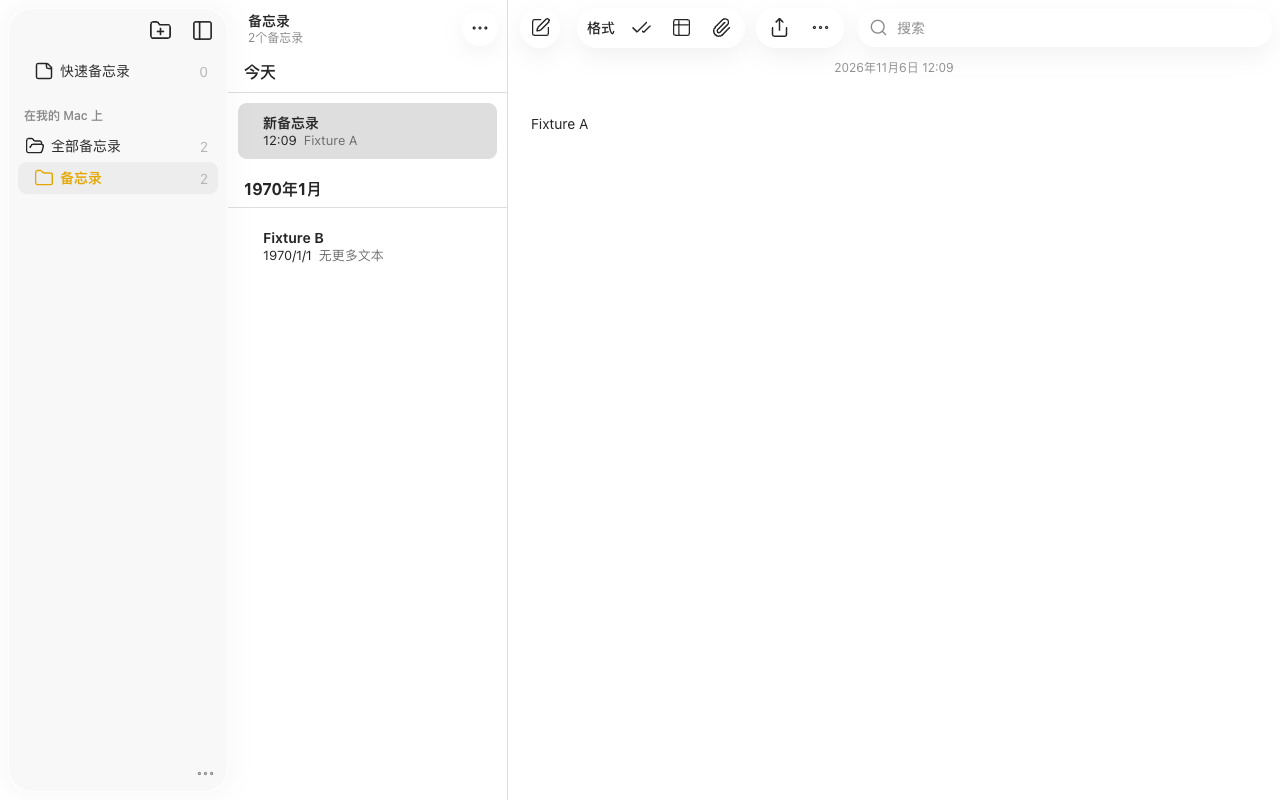 快速备忘录 0
在我的 Mac 上
全部备忘录 2
备忘录 2
备忘录
2个备忘录
今天
新备忘录
12:09 Fixture A
1970年1月
Fixture B
1970/1/1 无更多文本
格式
搜索
2026年11月6日 12:09
Fixture A